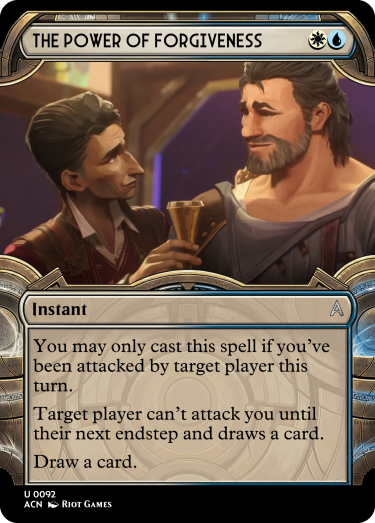 THE POWER OF FORGIVENESS
Instant
You may only cast this spell if you've
been attacked by target player this
turn.
Target player can't attack you until
their next endstep and draws a card.
Draw a card.
U 0092
ACN RIOT GAMES